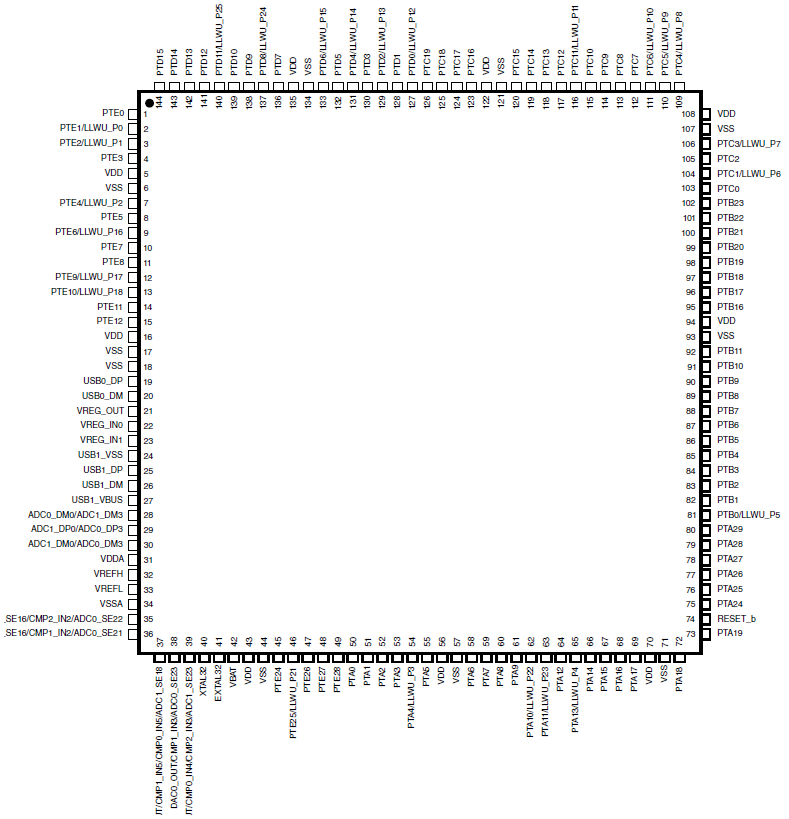 PTD15
PTD14
PTD13
PTD12
PTD11/LLWU_P25
PTD10
PTD9
PTD8/LLWU_P24
PTD7
VDD
VSS
PTD6/LLWU_P15
PTD5
PTD4/LLWU_P14
PTD3
PTD2/LLWU_P13
PTD1
PTD0/LLWU_P12
PTC19
PTC18
PTC17
PTC16
VDD
VSS
PTC15
PTC14
PTC13
PTC12
PTC11/LLWU_P11
PTC10
PTC9
PTC8
PTC7
PTC6/LLWU_P10
PTC5/LLWU_P9
PTC4/LLWU_P8
144
143
142
141
140
139
138
137
136
135
134
133
132
131
130
129
128
127
126
125
124
123
122
121
120
119
118
117
116
115
114
113
112
111
110
109
PTE0 1
PTE1/LLWU_P0 2
PTE2/LLWU_P1 3
PTE3 4
VDD 5
VSS 6
PTE4/LLWU_P2 7
PTE5 8
PTE6/LLWU_P16 9
PTE7 10
PTE8 11
PTE9/LLWU_P17 12
PTE10/LLWU_P18 13
PTE11 14
PTE12 15
VDD 16
VSS 17
VSS 18
USB0_DP 19
USB0_DM 20
VREG_OUT 21
VREG_IN0 22
VREG_IN1 23
USB1_VSS 24
USB1_DP 25
USB1_DM 26
USB1_VBUS 27
ADC0_DM0/ADC1_DM3 28
ADC1_DP0/ADC0_DP3 29
ADC1_DM0/ADC0_DM3 30
VDDA 31
VREFH 32
VREFL 33
VSSA 34
_SE16/CMP2_IN2/ADC0_SE22 35
_SE16/CMP1_IN2/ADC0_SE21 36
108 VDD
107 VSS
106 PTC3/LLWU_P7
105 PTC2
104 PTC1/LLWU_P6
103 PTC0
102 PTB23
101 PTB22
100 PTB21
99 PTB20
98 PTB19
97 PTB18
96 PTB17
95 PTB16
94 VDD
93 VSS
92 PTB11
91 PTB10
90 PTB9
89 PTB8
88 PTB7
87 PTB6
86 PTB5
85 PTB4
84 PTB3
83 PTB2
82 PTB1
81 PTB0/LLWU_P5
80 PTA29
79 PTA28
78 PTA27
77 PTA26
76 PTA25
75 PTA24
74 RESET_b
73 PTA19
37
38
39
40
41
42
43
44
45
46
47
48
49
50
51
52
53
54
55
56
57
58
59
60
61
62
63
64
65
66
67
68
69
70
71
72
JT/CMP1_IN5/CMP0_IN5/ADC1_SE18
DAC0_OUT/CMP1_IN3/ADC0_SE23
JT/CMP0_IN4/CMP2_IN3/ADC1_SE23
XTAL32
EXTAL32
VBAT
VDD
VSS
PTE24
PTE25/LLWU_P21
PTE26
PTE27
PTE28
PTA0
PTA1
PTA2
PTA3
PTA4/LLWU_P3
PTA5
VDD
VSS
PTA6
PTA7
PTA8
PTA9
PTA10/LLWU_P22
PTA11/LLWU_P23
PTA12
PTA13/LLWU_P4
PTA14
PTA15
PTA16
PTA17
VDD
VSS
PTA18